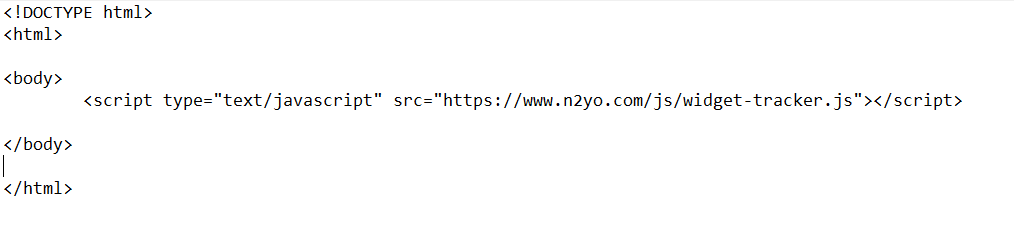 <!DOCTYPE html>
<html>
<body>
<script type="text/javascript" src="https://www.n2yo.com/js/widget-tracker.js"></script>
</body>
</html>